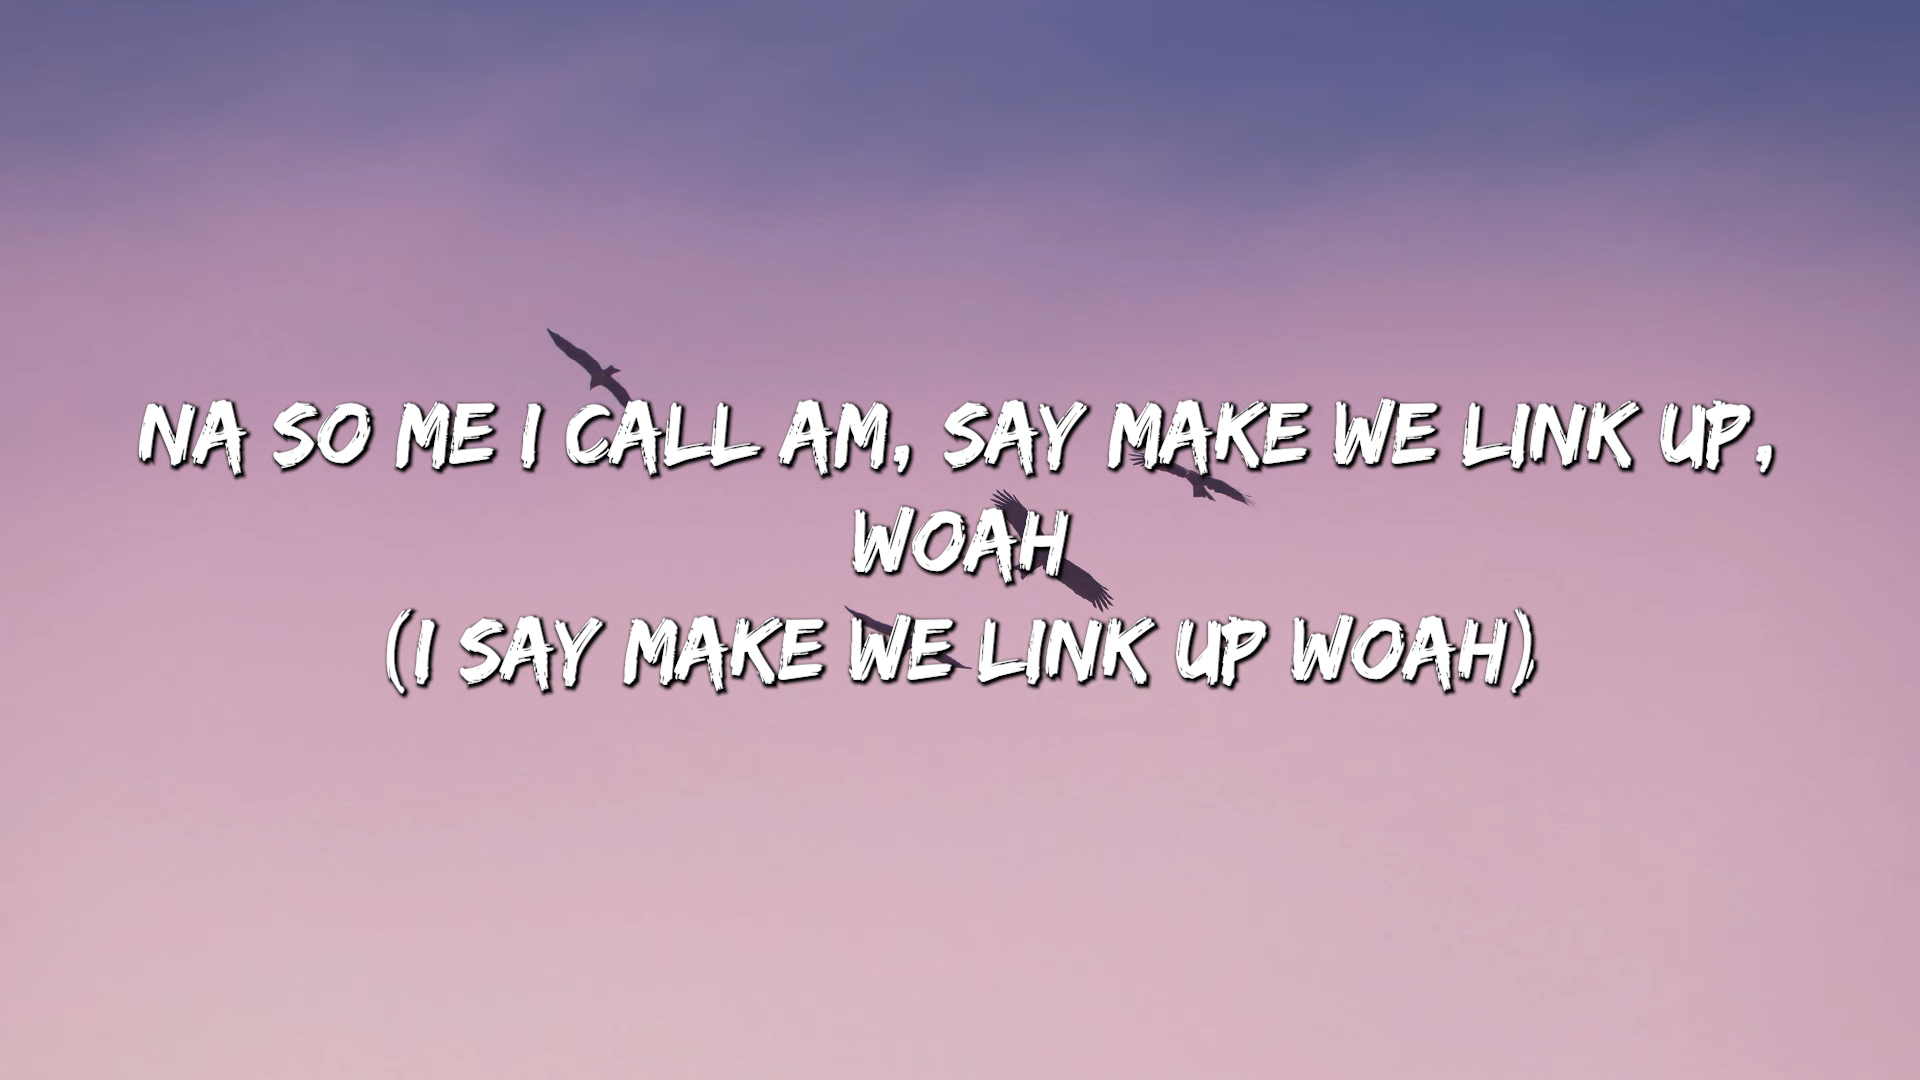 NA SO ME I CALL AM, SAY MAKE WE LINK UP,
WOAH
(I SAY MAKE WE LINK UP WOAH)